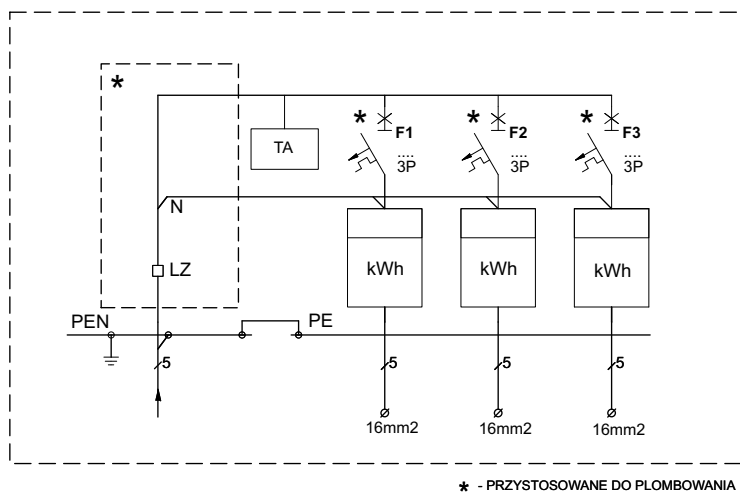 *
TA
* F1
.... 3P
* F2
.... 3P
* F3
.... 3P
N
kWh
kWh
kWh
LZ
PEN
PE
5
5
5
5
16mm2
16mm2
16mm2
* - PRZYSTOSOWANE DO PLOMBOWANIA